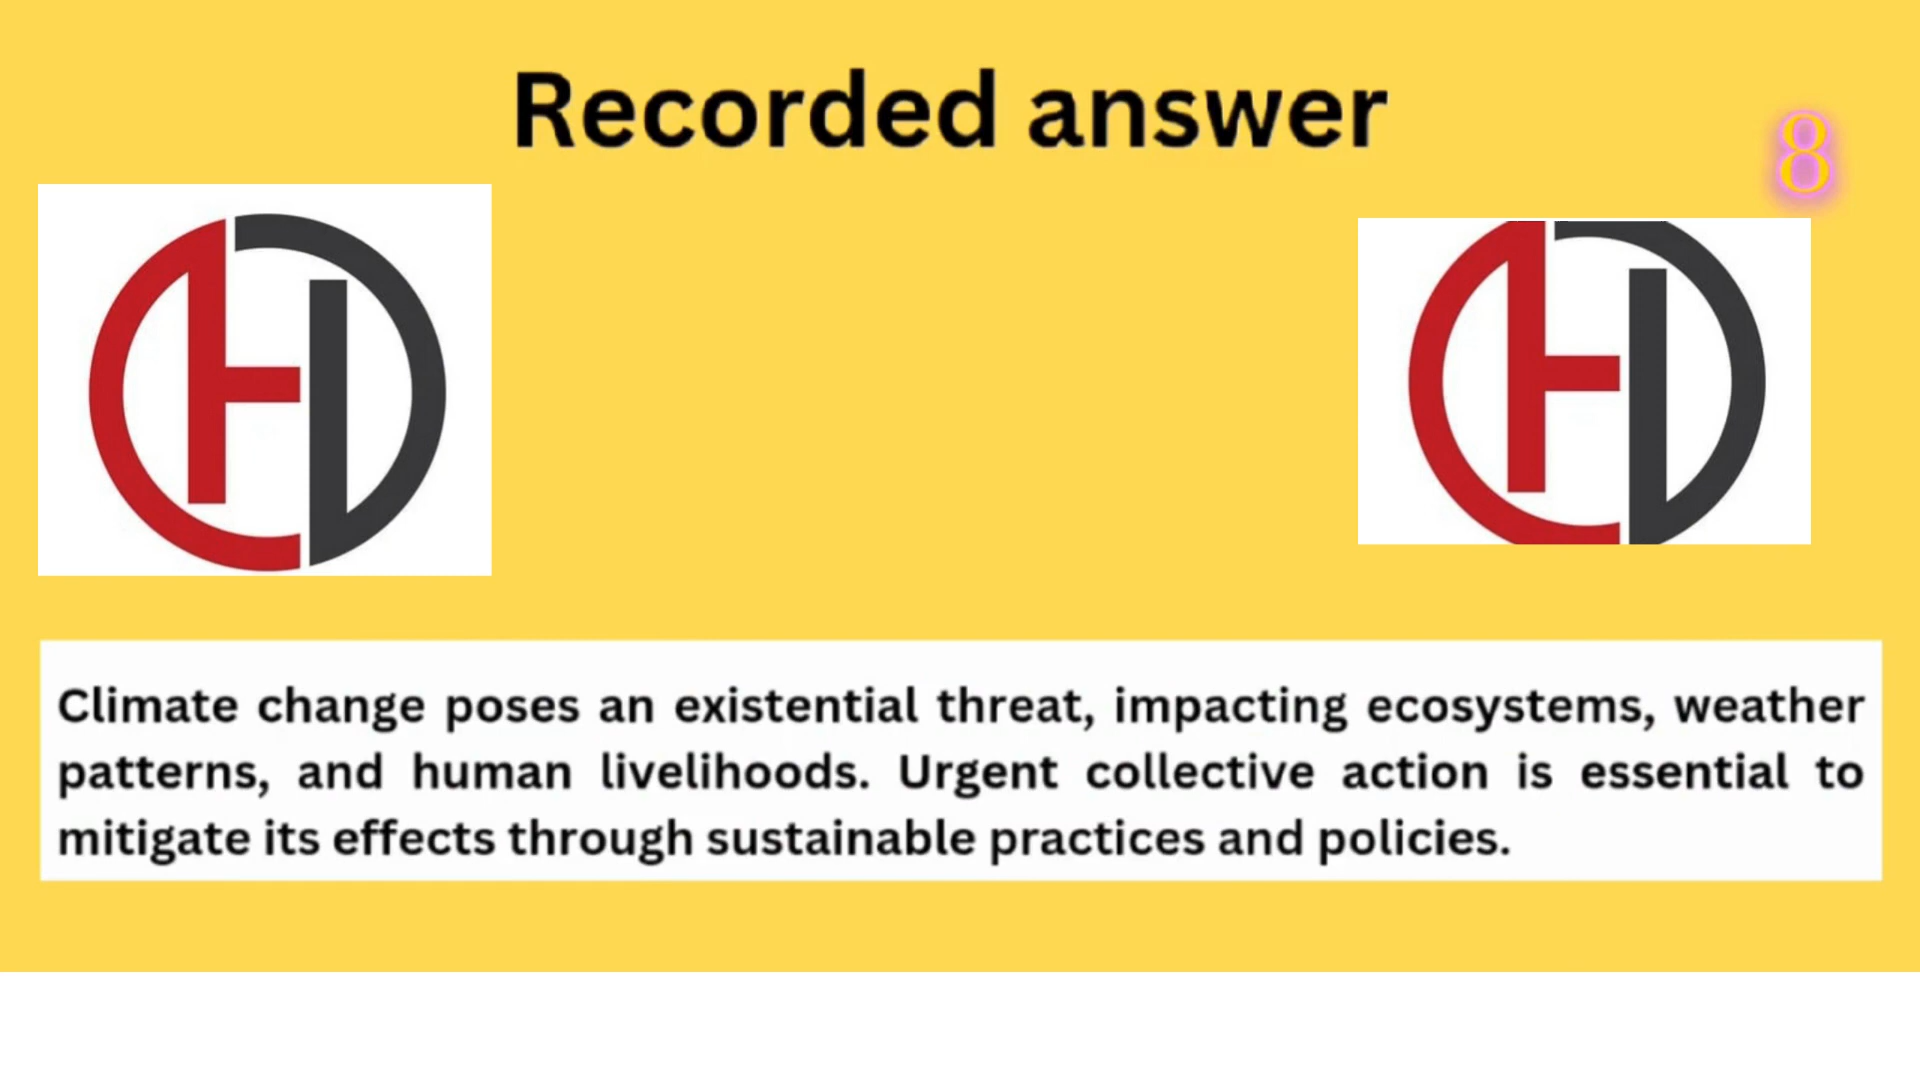 Recorded answer
8
Climate change poses an existential threat, impacting ecosystems, weather
patterns, and human livelihoods. Urgent collective action is essential to
mitigate its effects through sustainable practices and policies.